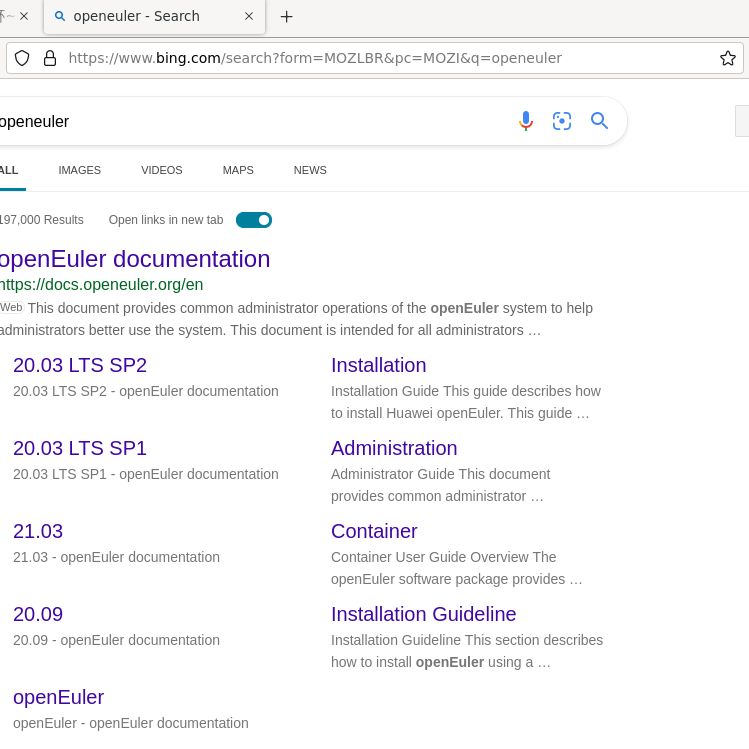 openeuler - Search
https://www.bing.com/search?form=MOZLBR&pc=MOZI&q=openeuler
openeuler
ALL IMAGES VIDEOS MAPS NEWS
197,000 Results Open links in new tab
openEuler documentation
https://docs.openeuler.org/en
Web This document provides common administrator operations of the openEuler system to help
administrators better use the system. This document is intended for all administrators …
20.03 LTS SP2
20.03 LTS SP2 - openEuler documentation
Installation
Installation Guide This guide describes how
to install Huawei openEuler. This guide …
20.03 LTS SP1
20.03 LTS SP1 - openEuler documentation
Administration
Administrator Guide This document
provides common administrator …
21.03
21.03 - openEuler documentation
Container
Container User Guide Overview The
openEuler software package provides …
20.09
20.09 - openEuler documentation
Installation Guideline
Installation Guideline This section describes
how to install openEuler using a …
openEuler
openEuler - openEuler documentation